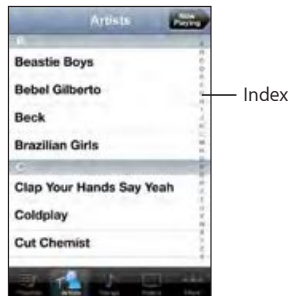 Artists
Now Playing
B
Beastie Boys
Bebel Gilberto
Index
Beck
Brazilian Girls
C
Clap Your Hands Say Yeah
Coldplay
Cut Chemist
Artists